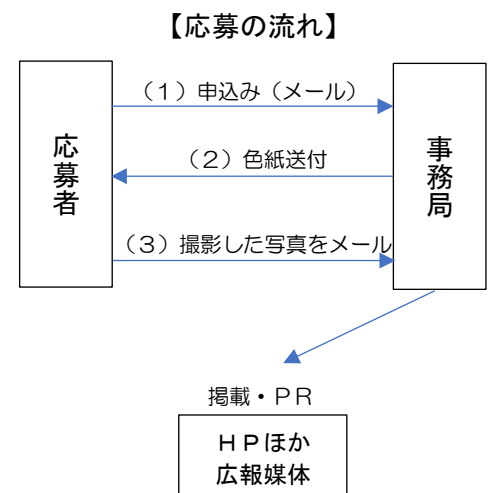 【応募の流れ】
（１）申込み（メール）
応募者
事務局
（２）色紙送付
（３）撮影した写真をメール
掲載・ＰＲ
ＨＰほか
広報媒体